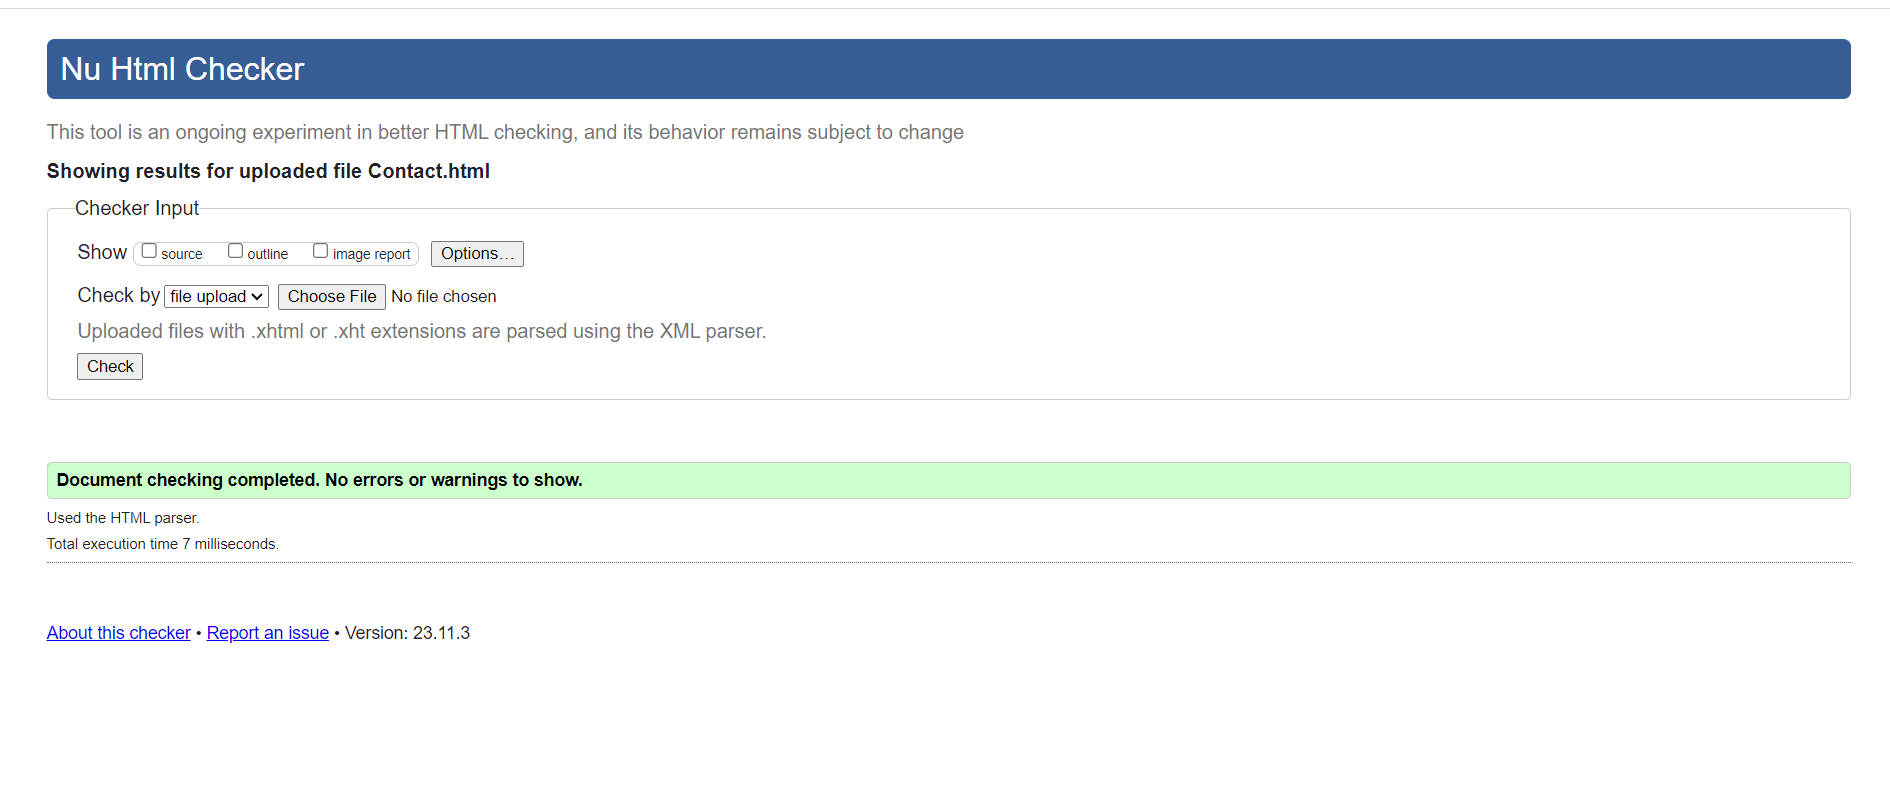 Nu Html Checker
This tool is an ongoing experiment in better HTML checking, and its behavior remains subject to change
Showing results for uploaded file Contact.html
Checker Input
Show source outline image report Options…
Check by file upload Choose File No file chosen
Uploaded files with .xhtml or .xht extensions are parsed using the XML parser.
Check
Document checking completed. No errors or warnings to show.
Used the HTML parser.
Total execution time 7 milliseconds.
About this checker • Report an issue • Version: 23.11.3